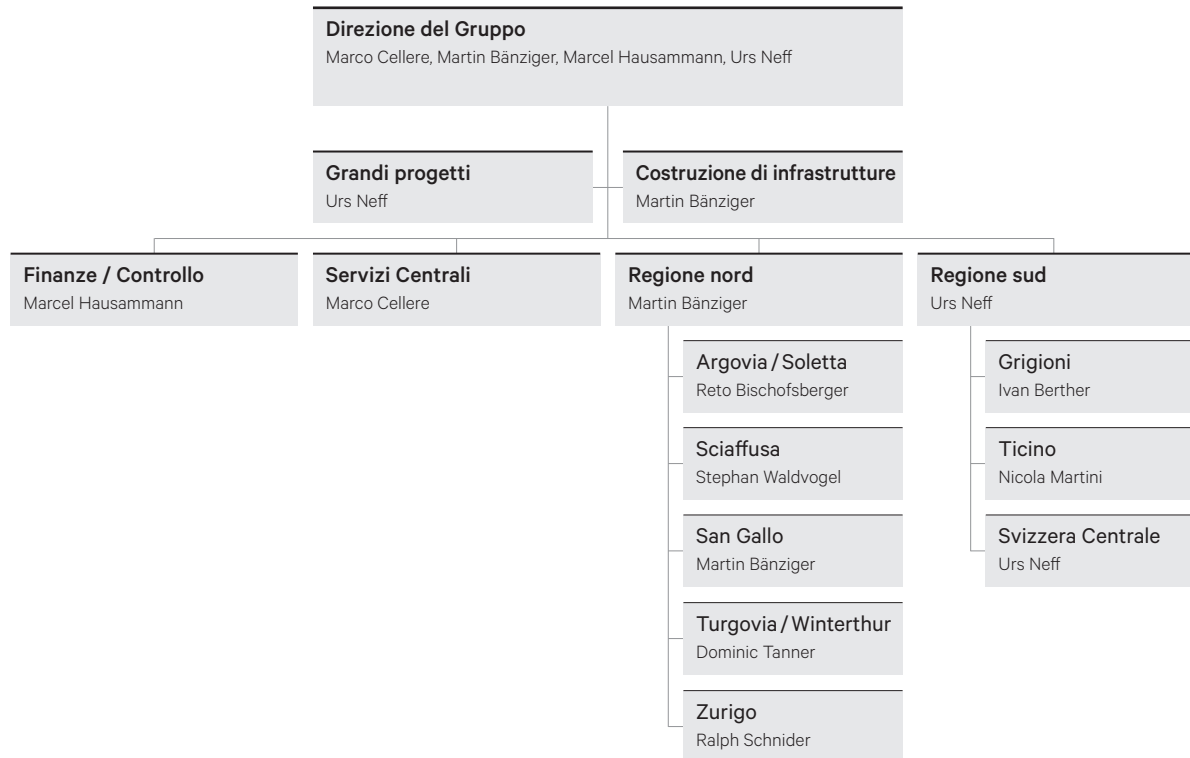 Direzione del Gruppo
Marco Cellere, Martin Bänziger, Marcel Hausammann, Urs Neff
Grandi progetti
Urs Neff
Costruzione di infrastrutture
Martin Bänziger
Finanze / Controllo
Marcel Hausammann
Servizi Centrali
Marco Cellere
Regione nord
Martin Bänziger
Regione sud
Urs Neff
Argovia / Soletta
Reto Bischofsberger
Sciaffusa
Stephan Waldvogel
San Gallo
Martin Bänziger
Turgovia / Winterthur
Dominic Tanner
Zurigo
Ralph Schnider
Grigioni
Ivan Berther
Ticino
Nicola Martini
Svizzera Centrale
Urs Neff